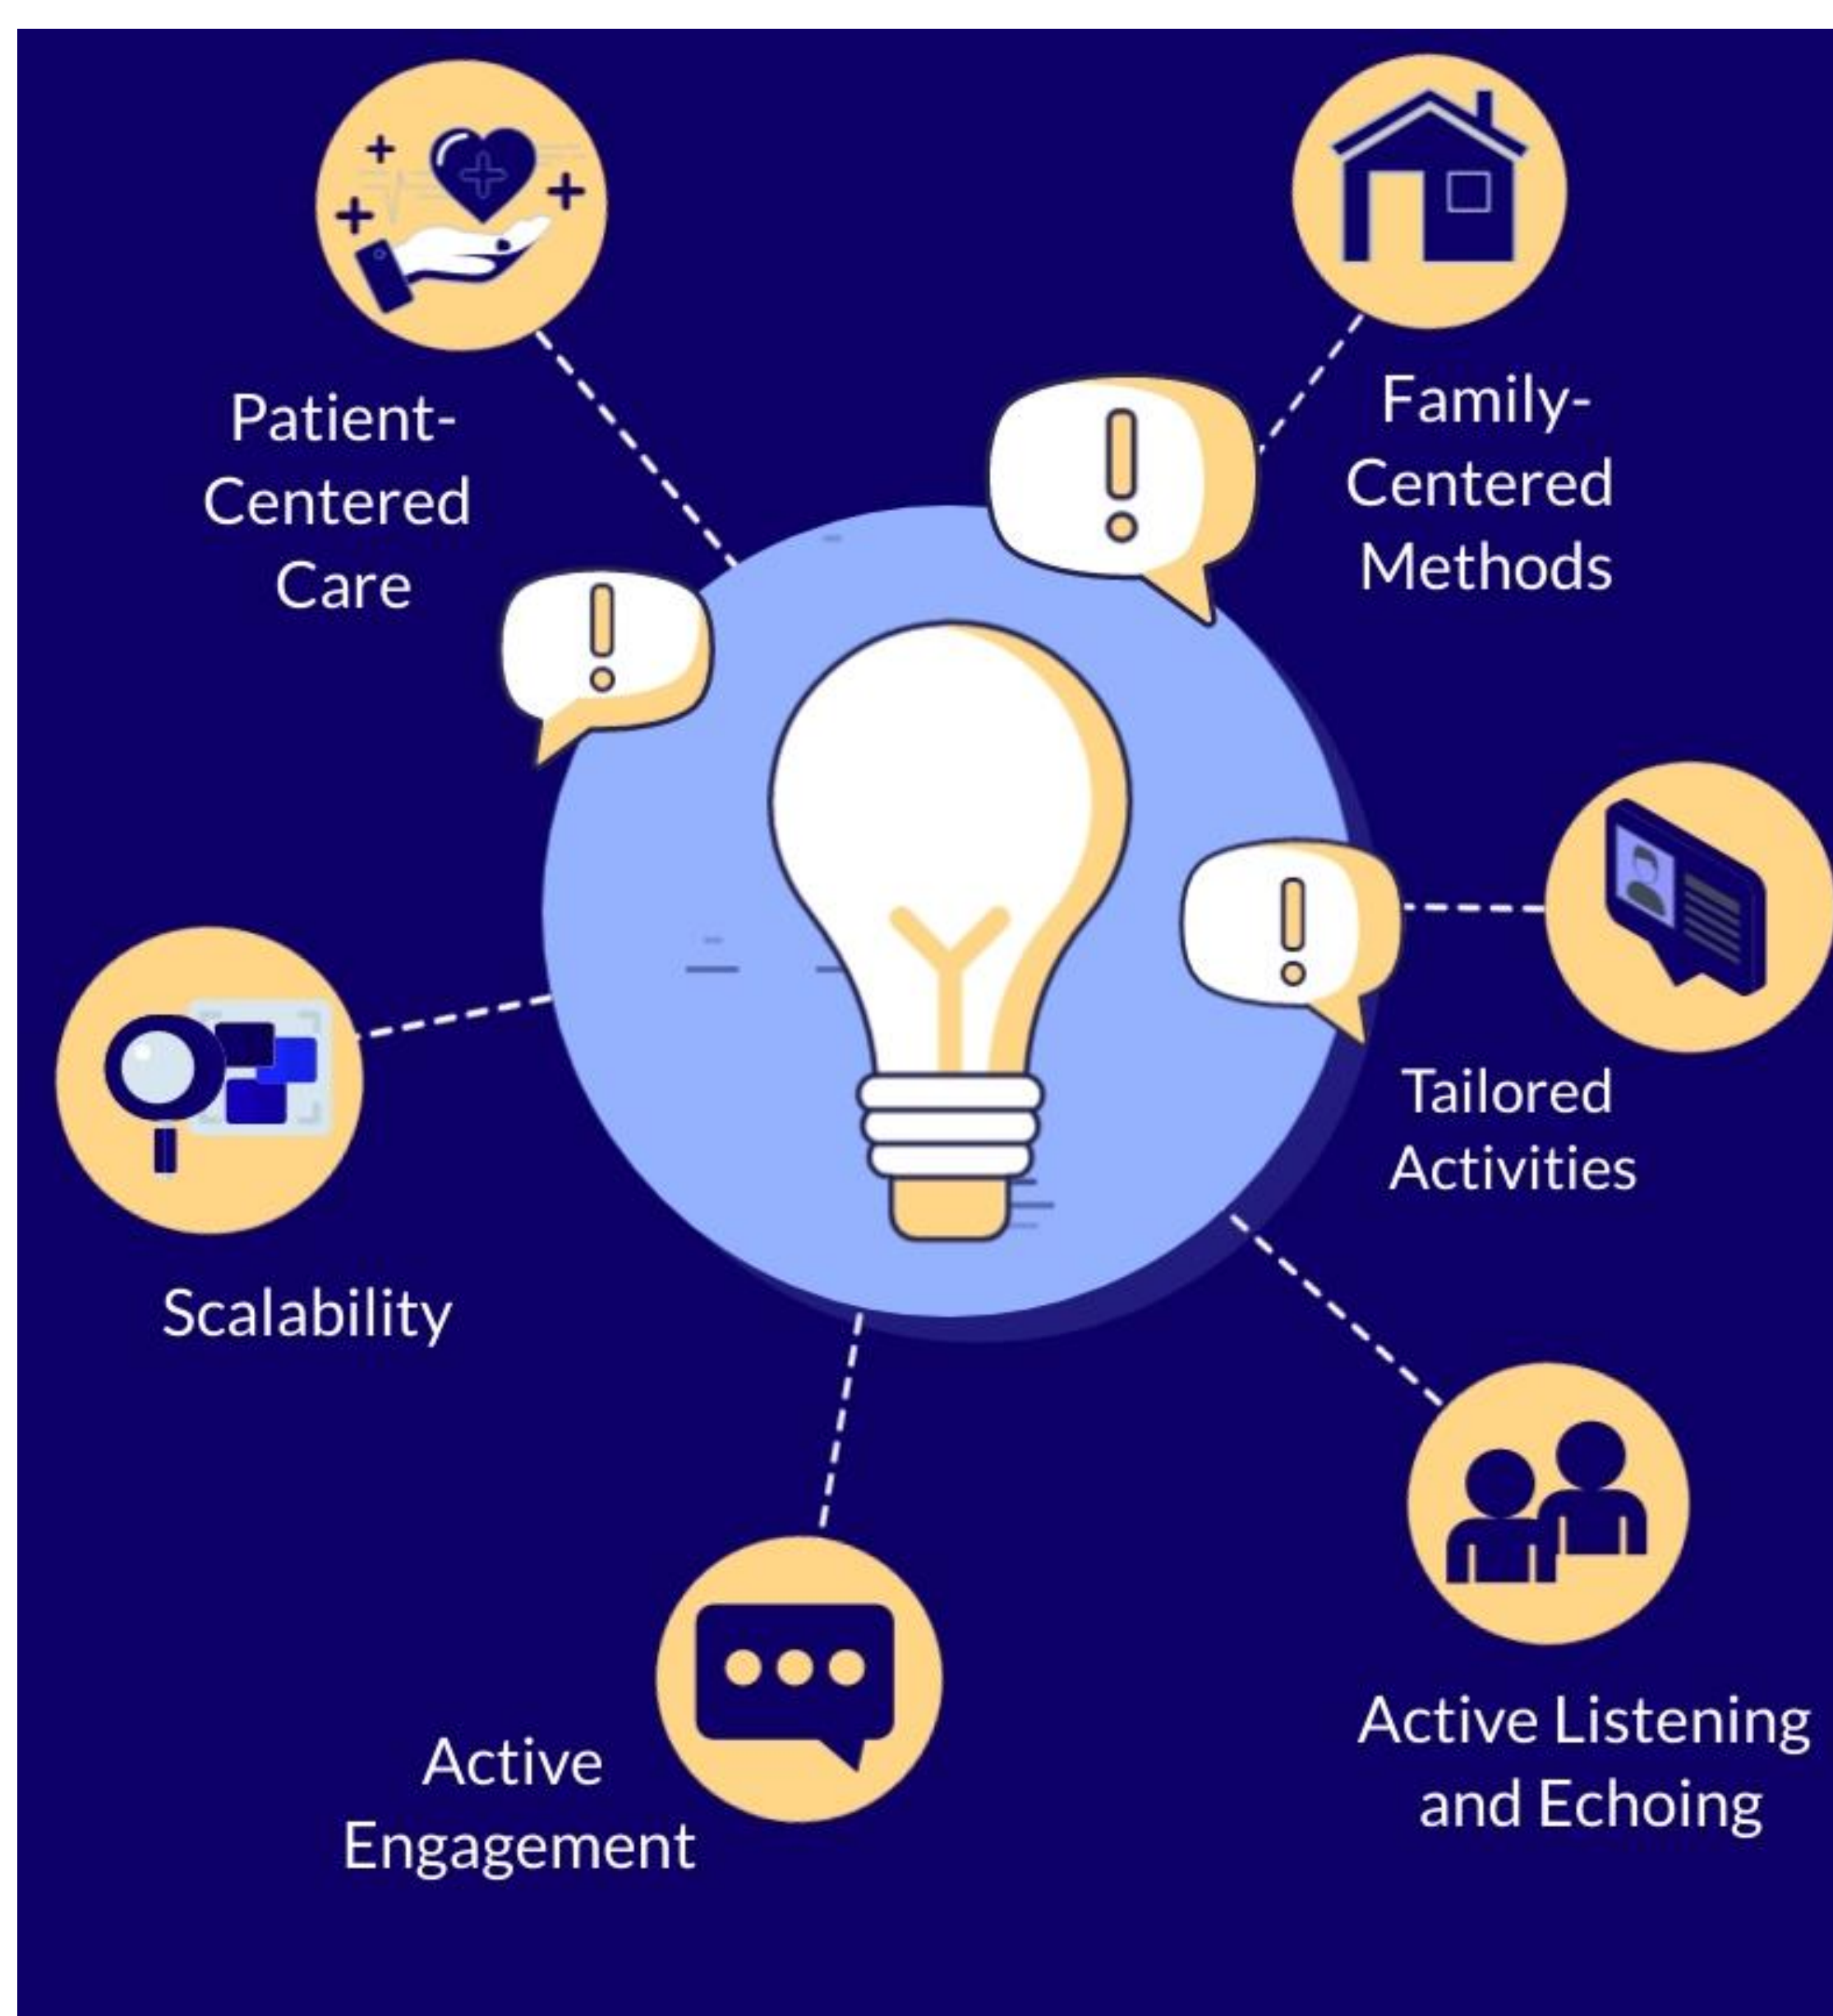 Patient-
Centered
Care
Family-
Centered
Methods
Tailored
Activities
Scalability
Active Listening
and Echoing
Active
Engagement